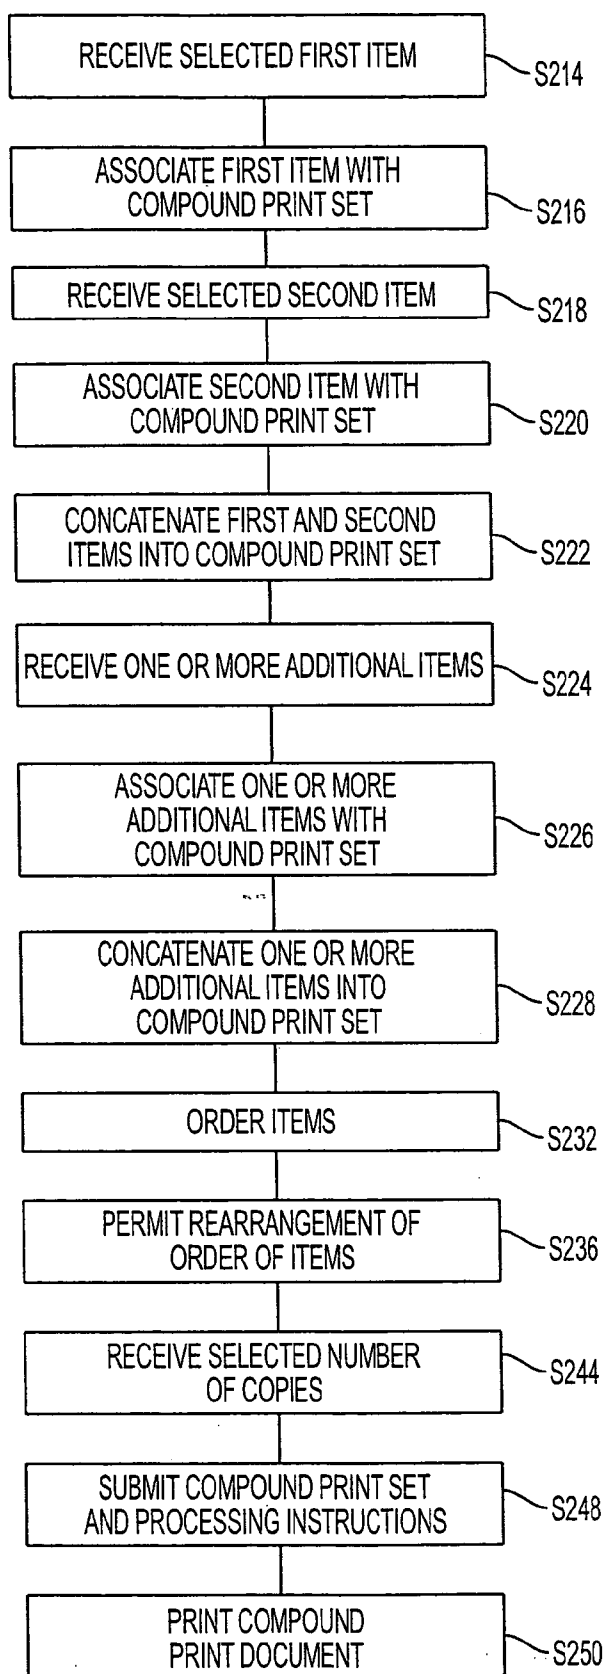 RECEIVE SELECTED FIRST ITEM
S214
ASSOCIATE FIRST ITEM WITH
COMPOUND PRINT SET
S216
RECEIVE SELECTED SECOND ITEM
S218
ASSOCIATE SECOND ITEM WITH
COMPOUND PRINT SET
S220
CONCATENATE FIRST AND SECOND
ITEMS INTO COMPOUND PRINT SET
S222
RECEIVE ONE OR MORE ADDITIONAL ITEMS
S224
ASSOCIATE ONE OR MORE
ADDITIONAL ITEMS WITH
COMPOUND PRINT SET
S226
CONCATENATE ONE OR MORE
ADDITIONAL ITEMS INTO
COMPOUND PRINT SET
S228
ORDER ITEMS
S232
PERMIT REARRANGEMENT OF
ORDER OF ITEMS
S236
RECEIVE SELECTED NUMBER
OF COPIES
S244
SUBMIT COMPOUND PRINT SET
AND PROCESSING INSTRUCTIONS
S248
PRINT COMPOUND
PRINT DOCUMENT
S250